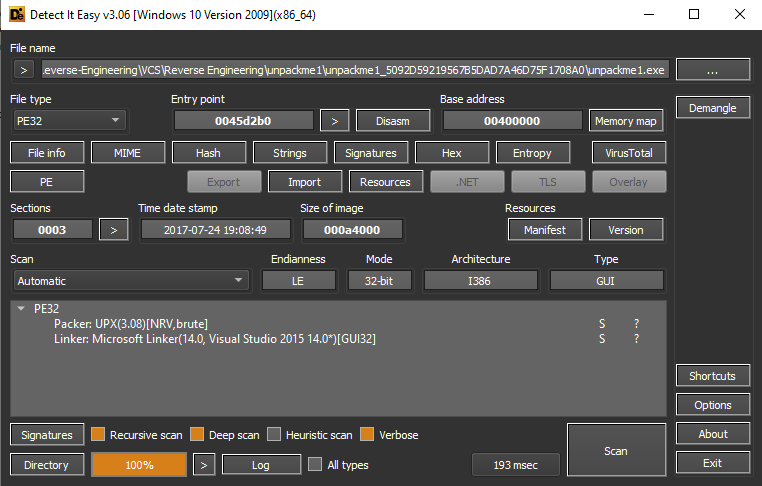 Detect It Easy v3.06 [Windows 10 Version 2009](x86_64)
File name
> .everse-Engineering\VCS\Reverse Engineering\unpackme1\unpackme1_5092D59219567B5DAD7A46D75F1708A0\unpackme1.exe ...
File type Entry point Base address
PE32 0045d2b0 > Disasm 00400000 Memory map Demangle
File info MIME Hash Strings Signatures Hex Entropy VirusTotal
PE Export Import Resources .NET TLS Overlay
Sections Time date stamp Size of image Resources
0003 > 2017-07-24 19:08:49 000a4000 Manifest Version
Scan Endianness Mode Architecture Type
Automatic LE 32-bit I386 GUI
PE32
Packer: UPX(3.08)[NRV,brute] S ?
Linker: Microsoft Linker(14.0, Visual Studio 2015 14.0*)[GUI32] S ?
Shortcuts
Options
Signatures Recursive scan Deep scan Heuristic scan Verbose Scan About
Directory 100% > Log All types 193 msec Exit